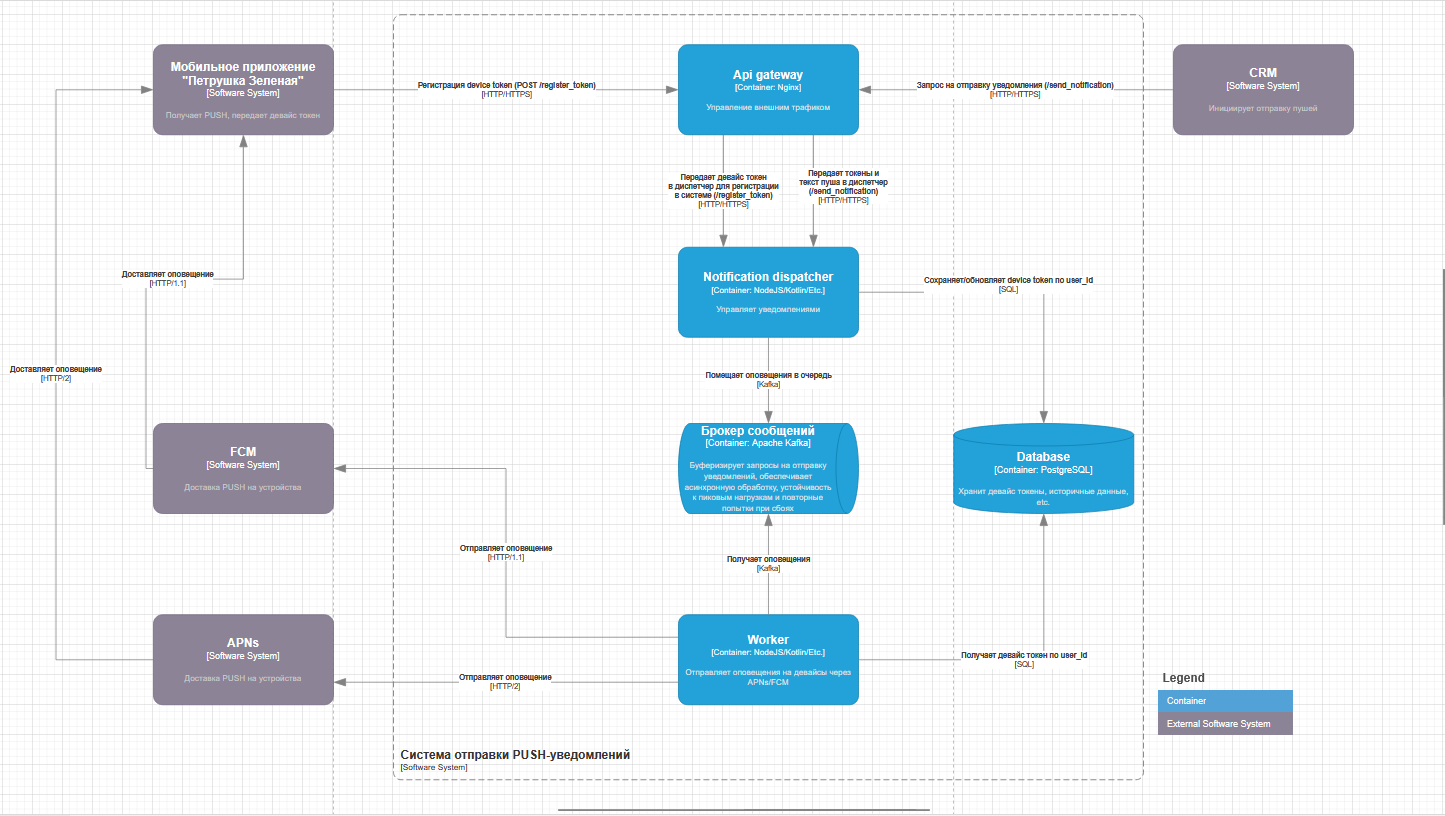 Мобильное приложение
"Петрушка Зеленая"
[Software System]
Получает PUSH, передает девайс токен
Регистрация device token (POST /register_token)
[HTTP/HTTPS]
Api gateway
[Container: Nginx]
Управление внешним трафиком
Запрос на отправку уведомления (/send_notification)
[HTTP/HTTPS]
CRM
[Software System]
Инициирует отправку пушей
Передает девайс токен
в диспетчер для регистрации
в системе (/register_token)
[HTTP/HTTPS]
Передает токены и
текст пуша в диспетчер
(/send_notification)
[HTTP/HTTPS]
Доставляет оповещение
[HTTP/1.1]
Notification dispatcher
[Container: NodeJS/Kotlin/Etc.]
Управляет уведомлениями
Сохраняет/обновляет device token по user_id
[SQL]
Доставляет оповещение
[HTTP/2]
Помещает оповещения в очередь
[Kafka]
FCM
[Software System]
Доставка PUSH на устройства
Брокер сообщений
[Container: Apache Kafka]
Буферизирует запросы на отправку
уведомлений, обеспечивает
асинхронную обработку, устойчивость
к пиковым нагрузкам и повторные
попытки при сбоях
Database
[Container: PostgreSQL]
Хранит девайс токены, историчные данные,
etc.
Отправляет оповещение
[HTTP/1.1]
Получает оповещения
[Kafka]
APNs
[Software System]
Доставка PUSH на устройства
Отправляет оповещение
[HTTP/2]
Worker
[Container: NodeJS/Kotlin/Etc.]
Отправляет оповещения на девайсы через
APNs/FCM
Получает девайс токен по user_id
[SQL]
Legend
Container
External Software System
Система отправки PUSH-уведомлений
[Software System]